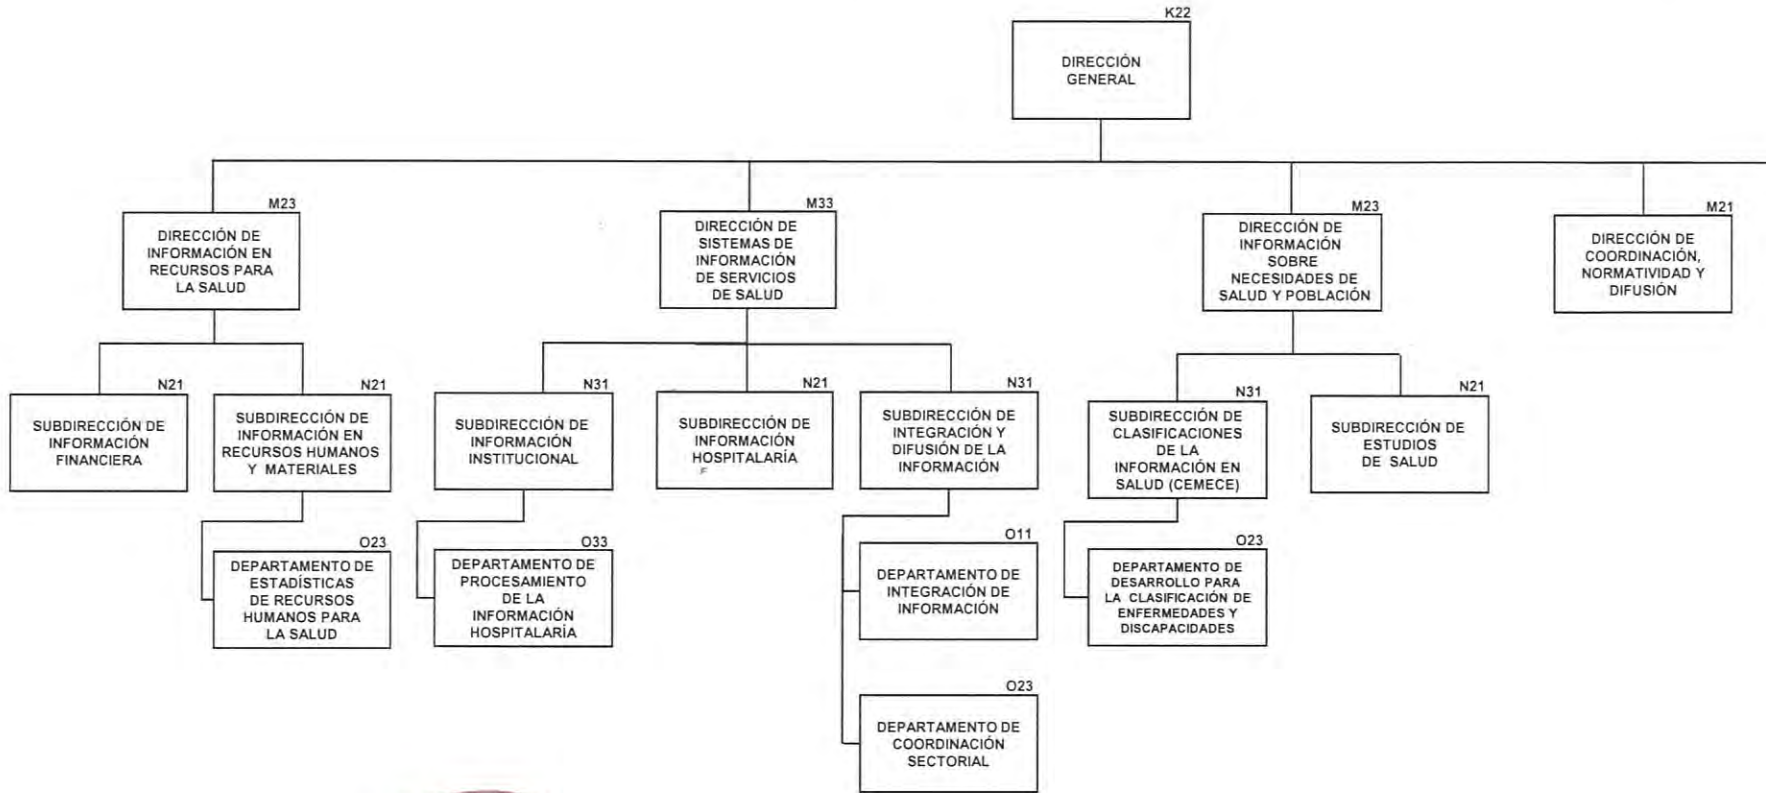 K22
DIRECCIÓN
GENERAL
M23
DIRECCIÓN DE
INFORMACIÓN EN
RECURSOS PARA
LA SALUD
M33
DIRECCIÓN DE
SISTEMAS DE
INFORMACIÓN
DE SERVICIOS
DE SALUD
M23
DIRECCIÓN DE
INFORMACIÓN
SOBRE
NECESIDADES DE
SALUD Y POBLACIÓN
M21
DIRECCIÓN DE
COORDINACIÓN,
NORMATIVIDAD Y
DIFUSIÓN
N21
SUBDIRECCIÓN DE
INFORMACIÓN
FINANCIERA
N21
SUBDIRECCIÓN DE
INFORMACIÓN EN
RECURSOS HUMANOS
Y MATERIALES
N31
SUBDIRECCIÓN DE
INFORMACIÓN
INSTITUCIONAL
N21
SUBDIRECCIÓN DE
INFORMACIÓN
HOSPITALARÍA
N31
SUBDIRECCIÓN DE
INTEGRACIÓN Y
DIFUSIÓN DE LA
INFORMACIÓN
N31
SUBDIRECCIÓN DE
CLASIFICACIONES
DE LA
INFORMACIÓN EN
SALUD (CEMECE)
N21
SUBDIRECCIÓN DE
ESTUDIOS
DE SALUD
O23
DEPARTAMENTO DE
ESTADÍSTICAS
DE RECURSOS
HUMANOS PARA
LA SALUD
O33
DEPARTAMENTO DE
PROCESAMIENTO
DE LA
INFORMACIÓN
HOSPITALARÍA
O11
DEPARTAMENTO DE
INTEGRACIÓN DE
INFORMACIÓN
O23
DEPARTAMENTO DE
DESARROLLO PARA
LA CLASIFICACIÓN DE
ENFERMEDADES Y
DISCAPACIDADES
O23
DEPARTAMENTO DE
COORDINACIÓN
SECTORIAL